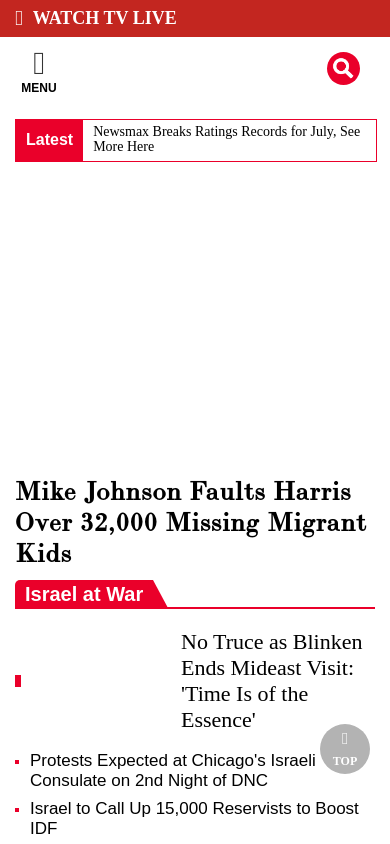 WATCH TV LIVE
MENU
Latest
Newsmax Breaks Ratings Records for July, See
More Here
Mike Johnson Faults Harris
Over 32,000 Missing Migrant
Kids
Israel at War
No Truce as Blinken
Ends Mideast Visit:
'Time Is of the
Essence'
TOP
Protests Expected at Chicago's Israeli
Consulate on 2nd Night of DNC
Israel to Call Up 15,000 Reservists to Boost
IDF